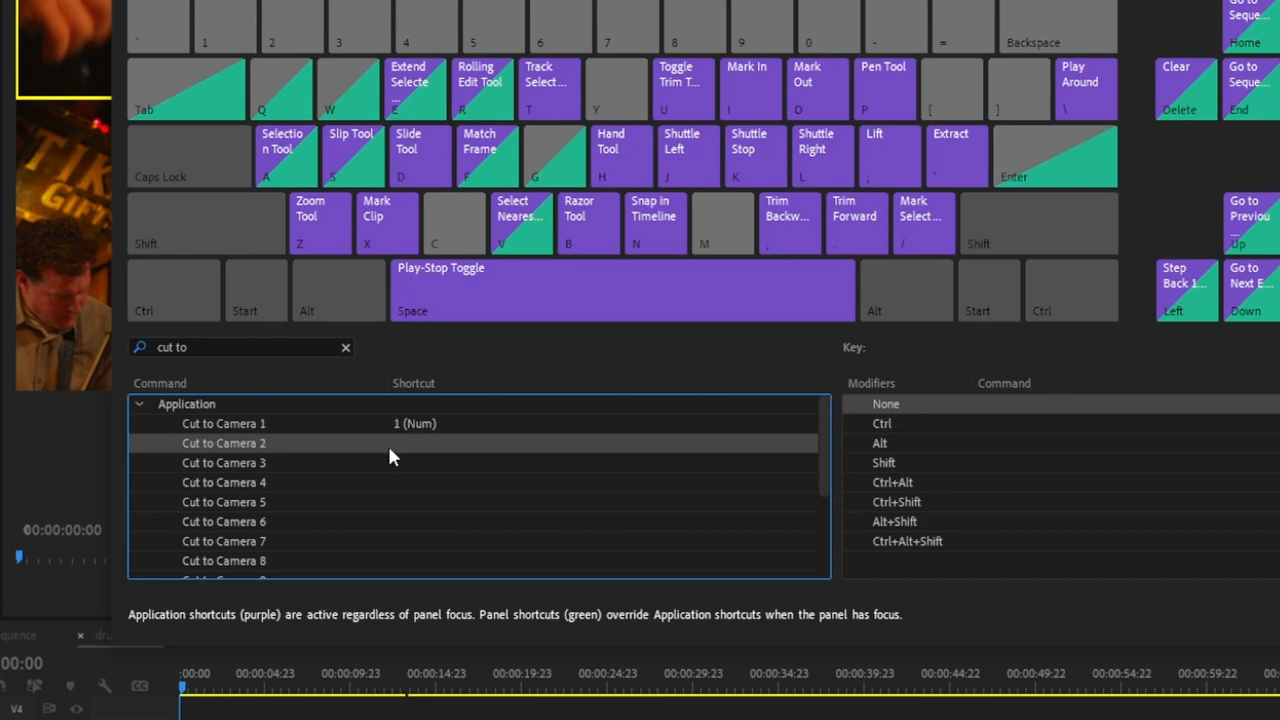 Go to
Seque...
Home
` 1 2 3 4 5 6 7 8 9 0 - = Backspace
Tab
Q
W
Extend Selecte ... E
Rolling Edit Tool R
Track Select... T
Y
Toggle Trim T... U
Mark In I
Mark Out O
Pen Tool P
[
]
Play Around \
Clear Delete
Go to Seque... End
Caps Lock
Selectio n Tool A
Slip Tool S
Slide Tool D
Match Frame F
G
Hand Tool H
Shuttle Left J
Shuttle Stop K
Shuttle Right L
Lift ;
Extract '
Enter
Shift
Zoom Tool Z
Mark Clip X
C
Select Neares... V
Razor Tool B
Snap in Timeline N
M
Trim Backw... ,
Trim Forward .
Mark Select... /
Shift
Go to Previou ... Up
Ctrl
Start
Alt
Play-Stop Toggle Space
Alt
Start
Ctrl
Step Back 1... Left
Go to Next E... Down
cut to
Key:
Command Shortcut
Modifiers Command
Application
Cut to Camera 1 1 (Num)
Cut to Camera 2
Cut to Camera 3
Cut to Camera 4
Cut to Camera 5
Cut to Camera 6
Cut to Camera 7
Cut to Camera 8
None
Ctrl
Alt
Shift
Ctrl+Alt
Ctrl+Shift
Alt+Shift
Ctrl+Alt+Shift
00:00:00:00
Application shortcuts (purple) are active regardless of panel focus. Panel shortcuts (green) override Application shortcuts when the panel has focus.
quence × dru
:00:00
:00:00 00:00:04:23 00:00:09:23 00:00:14:23 00:00:19:23 00:00:24:23 00:00:29:23 00:00:34:23 00:00:39:23 00:00:44:22 00:00:49:22 00:00:54:22 00:00:59:22
V4
TIK
GIF